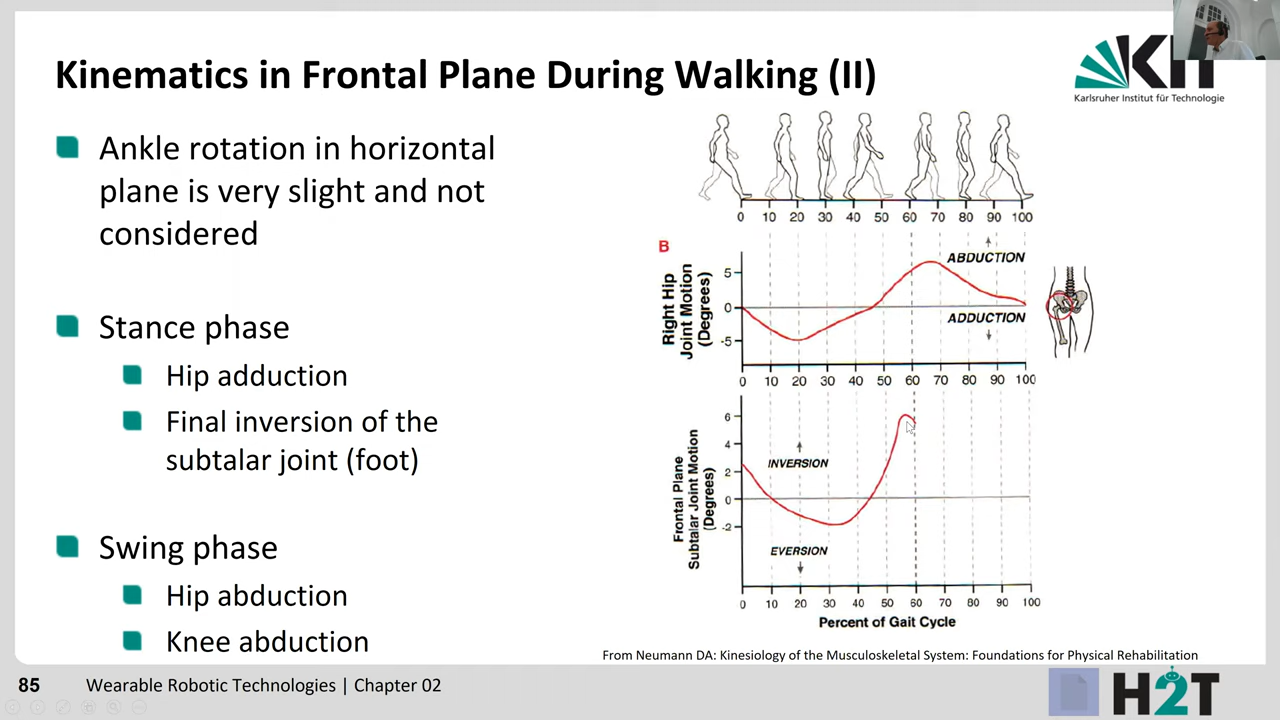 Kinematics in Frontal Plane During Walking (II)
KIT
Karlsruher Institut für Technologie
Ankle rotation in horizontal
plane is very slight and not
considered
Stance phase
Hip adduction
Final inversion of the
subtalar joint (foot)
Swing phase
Hip abduction
Knee abduction
0 10 20 30 40 50 60 70 80 90 100
B
Right Hip
Joint Motion
(Degrees)
5
0
-5
ABDUCTION
ADDUCTION
0 10 20 30 40 50 60 70 80 90 100
Frontal Plane
Subtalar Joint Motion
(Degrees)
6
4
2
0
-2
INVERSION
EVERSION
0 10 20 30 40 50 60 70 80 90 100
Percent of Gait Cycle
From Neumann DA: Kinesiology of the Musculoskeletal System: Foundations for Physical Rehabilitation
85 Wearable Robotic Technologies | Chapter 02
H2T